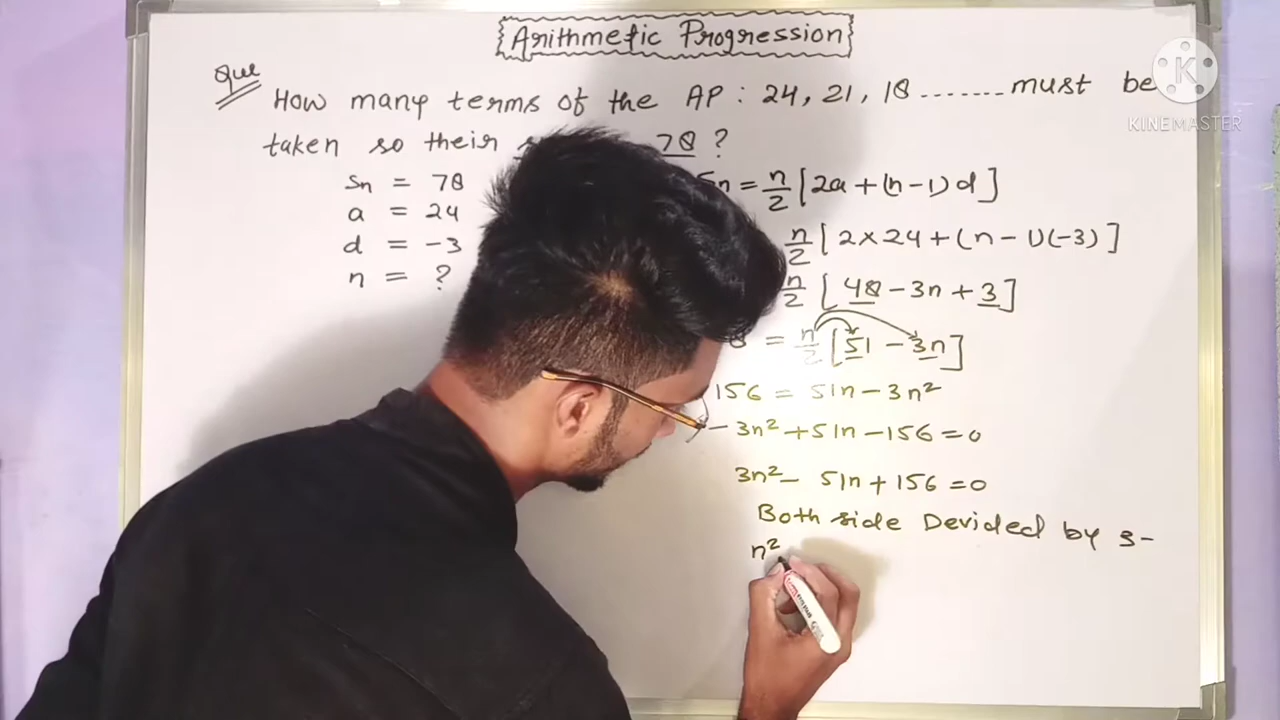 Arithmetic Progression
Que
How many terms of the AP : 24, 21, 18 ....... must be
taken so their 78 ?
Sn = 78
a = 24
d = -3
n = ?
Sn = n/2 [2a + (n-1) d]
n/2 [ 2 × 24 + (n - 1)(-3) ]
n/2 [ 48 - 3n + 3 ]
8 = n/2 [ 51 - 3n ]
156 = 51n - 3n²
- 3n² + 51n - 156 = 0
3n² - 51n + 156 = 0
Both side Devided by 3 -
n²
K
KINEMASTER